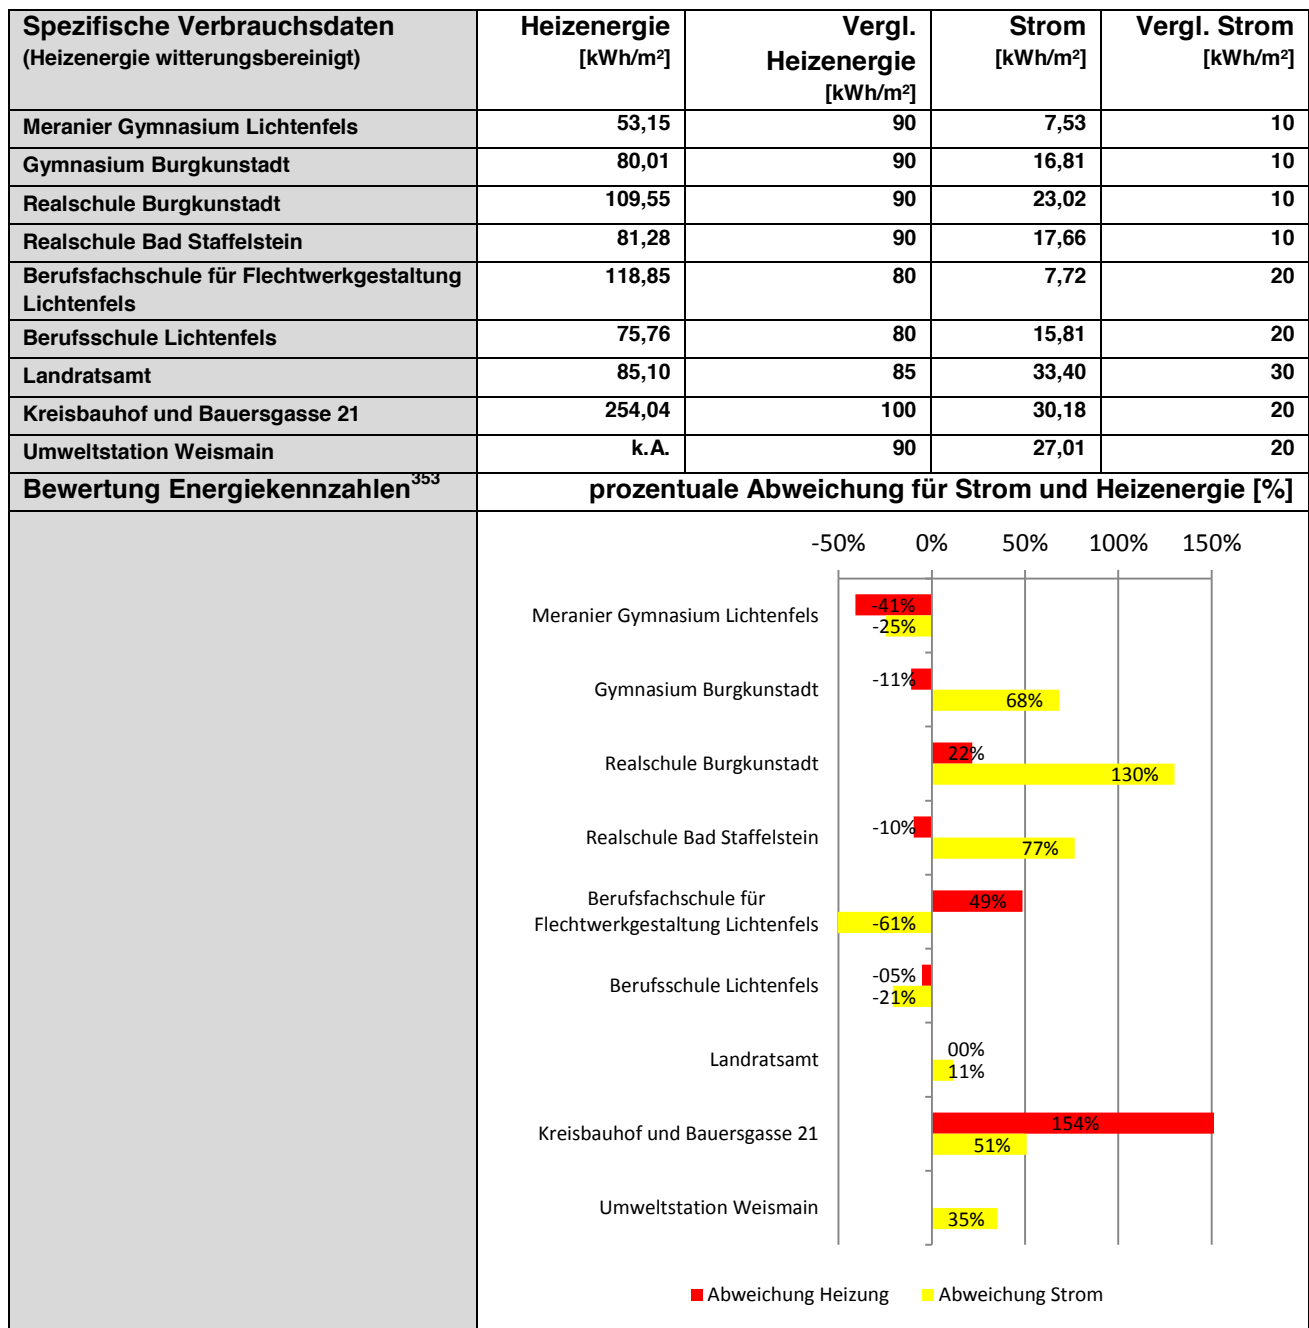 Spezifische Verbrauchsdaten Heizenergie Vergl. Strom Vergl. Strom
(Heizenergie witterungsbereinigt) [kWh/m²] Heizenergie [kWh/m²] [kWh/m²]
[kWh/m²]
Meranier Gymnasium Lichtenfels 53,15 90 7,53 10
Gymnasium Burgkunstadt 80,01 90 16,81 10
Realschule Burgkunstadt 109,55 90 23,02 10
Realschule Bad Staffelstein 81,28 90 17,66 10
Berufsfachschule für Flechtwerkgestaltung 118,85 80 7,72 20
Lichtenfels
Berufsschule Lichtenfels 75,76 80 15,81 20
Landratsamt 85,10 85 33,40 30
Kreisbauhof und Bauersgasse 21 254,04 100 30,18 20
Umweltstation Weismain k.A. 90 27,01 20
Bewertung Energiekennzahlen³⁵³ prozentuale Abweichung für Strom und Heizenergie [%]
-50% 0% 50% 100% 150%
Meranier Gymnasium Lichtenfels
-41%
-25%
Gymnasium Burgkunstadt
-11%
68%
Realschule Burgkunstadt
22%
130%
Realschule Bad Staffelstein
-10%
77%
Berufsfachschule für
Flechtwerkgestaltung Lichtenfels
49%
-61%
Berufsschule Lichtenfels
-05%
-21%
Landratsamt
00%
11%
Kreisbauhof und Bauersgasse 21
154%
51%
Umweltstation Weismain
35%
Abweichung Heizung Abweichung Strom